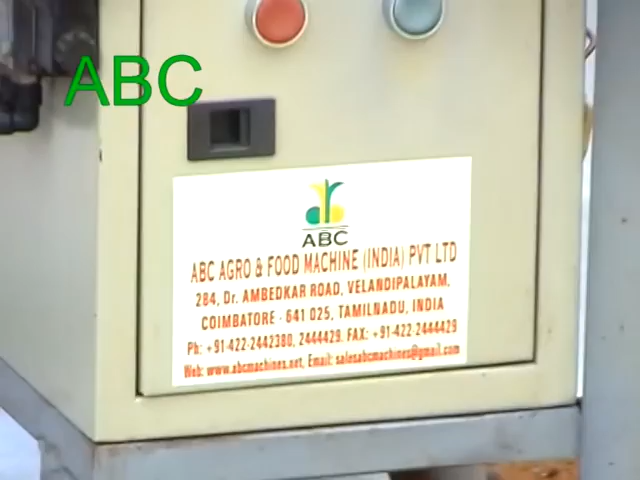 ABC
ABC
ABC AGRO & FOOD MACHINE (INDIA) PVT LTD
284, Dr. AMBEDKAR ROAD, VELANDIPALAYAM,
COIMBATORE - 641 025, TAMILNADU, INDIA
Ph: +91-422-2442380, 2444429. FAX: +91-422-2444429
Web: www.abcmachines.net, Email: salesabcmachines@gmail.com